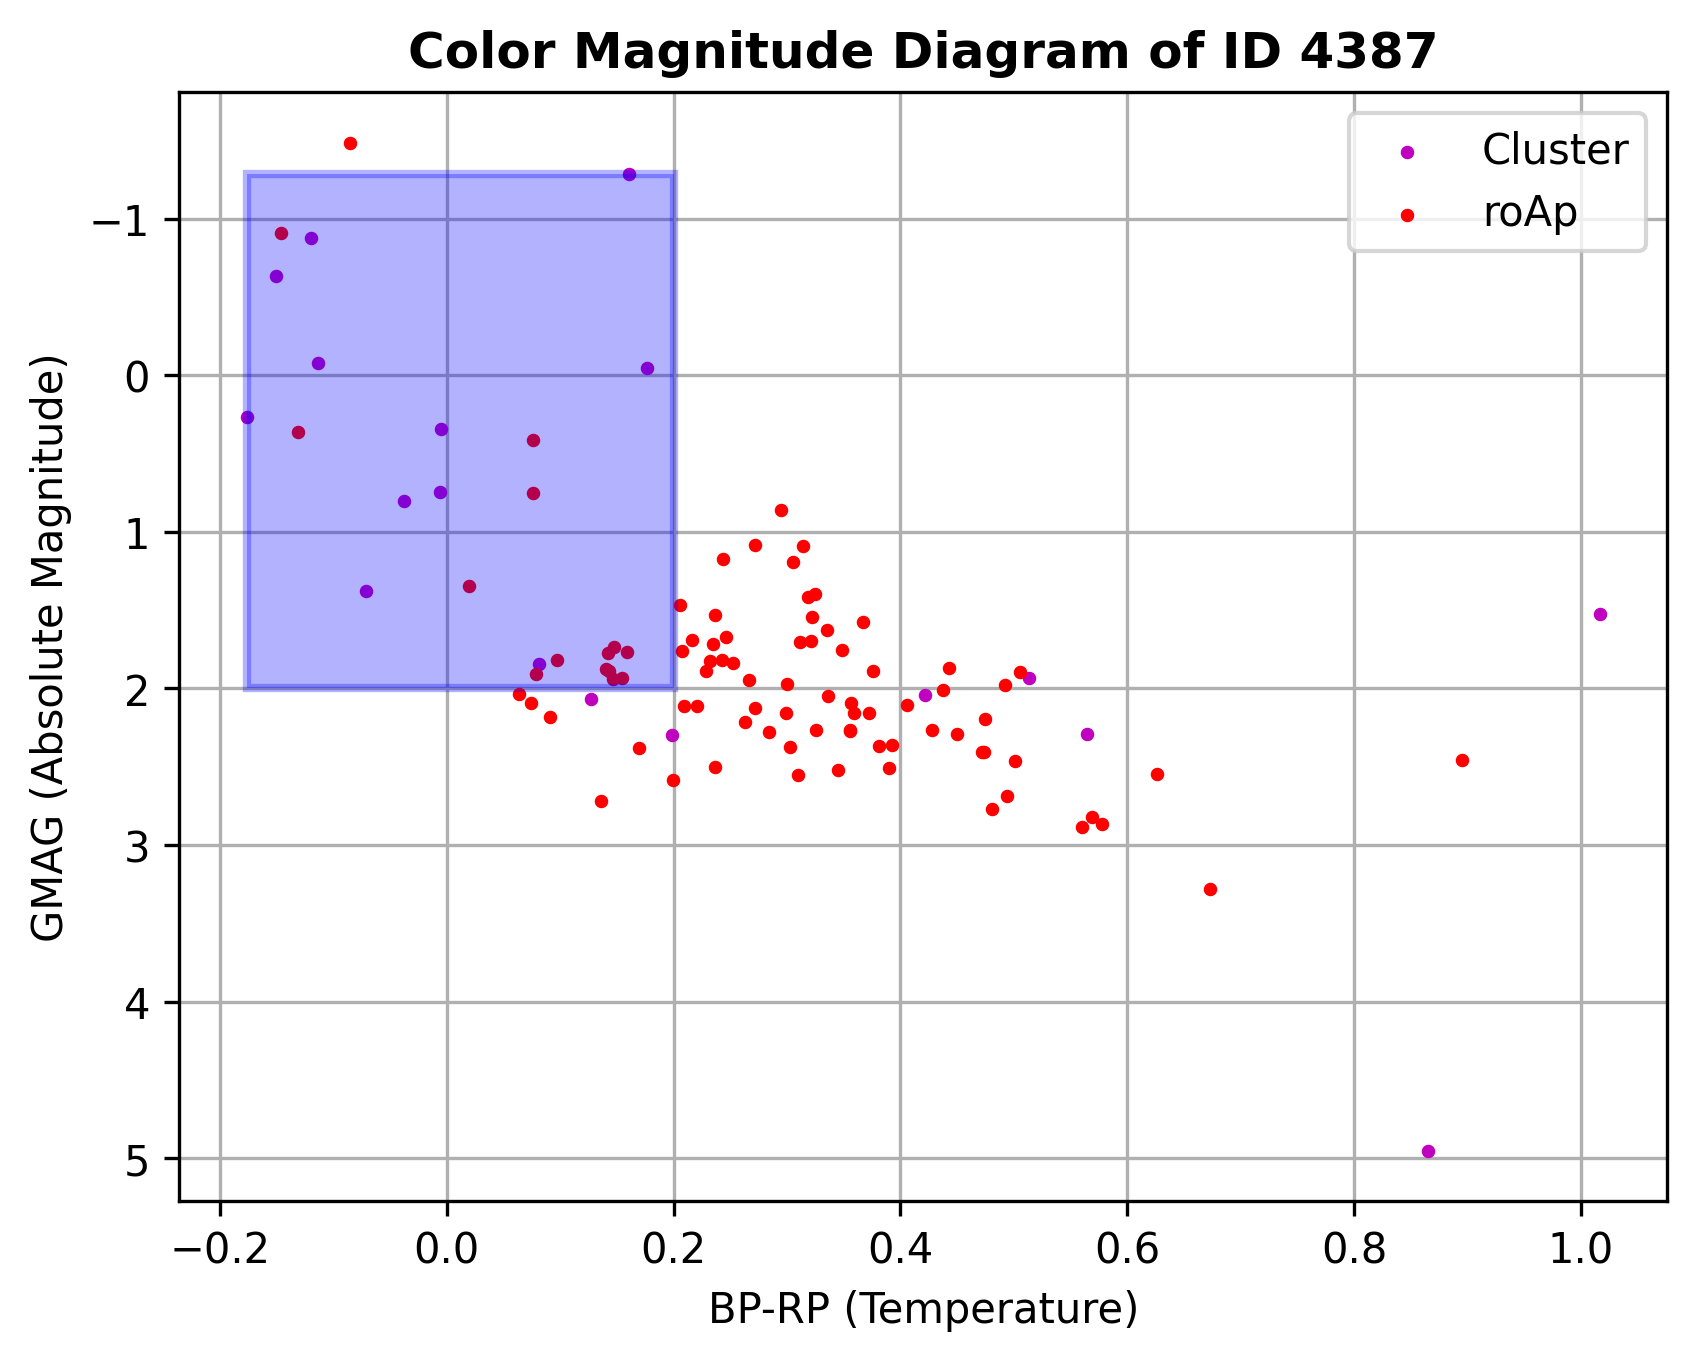 Color Magnitude Diagram of ID 4387
Cluster
roAp
GMAG (Absolute Magnitude)
−1
0
1
2
3
4
5
−0.2 0.0 0.2 0.4 0.6 0.8 1.0
BP-RP (Temperature)